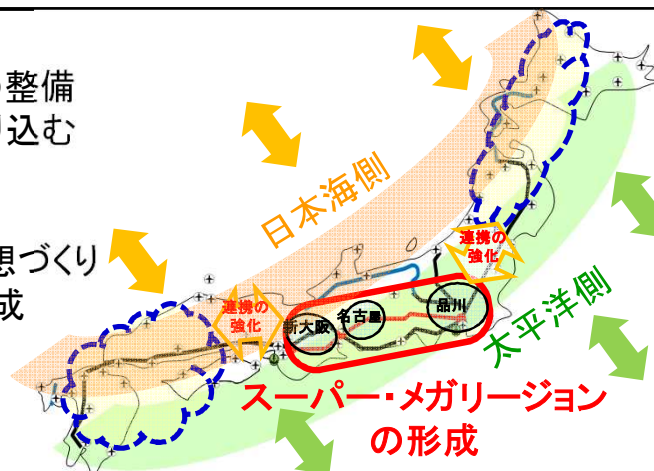 整備
込む
想づくり
成
日本海側
連携の
強化
連携の
強化
新大阪
名古屋
品川
太平洋側
スーパー・メガリージョン
の形成